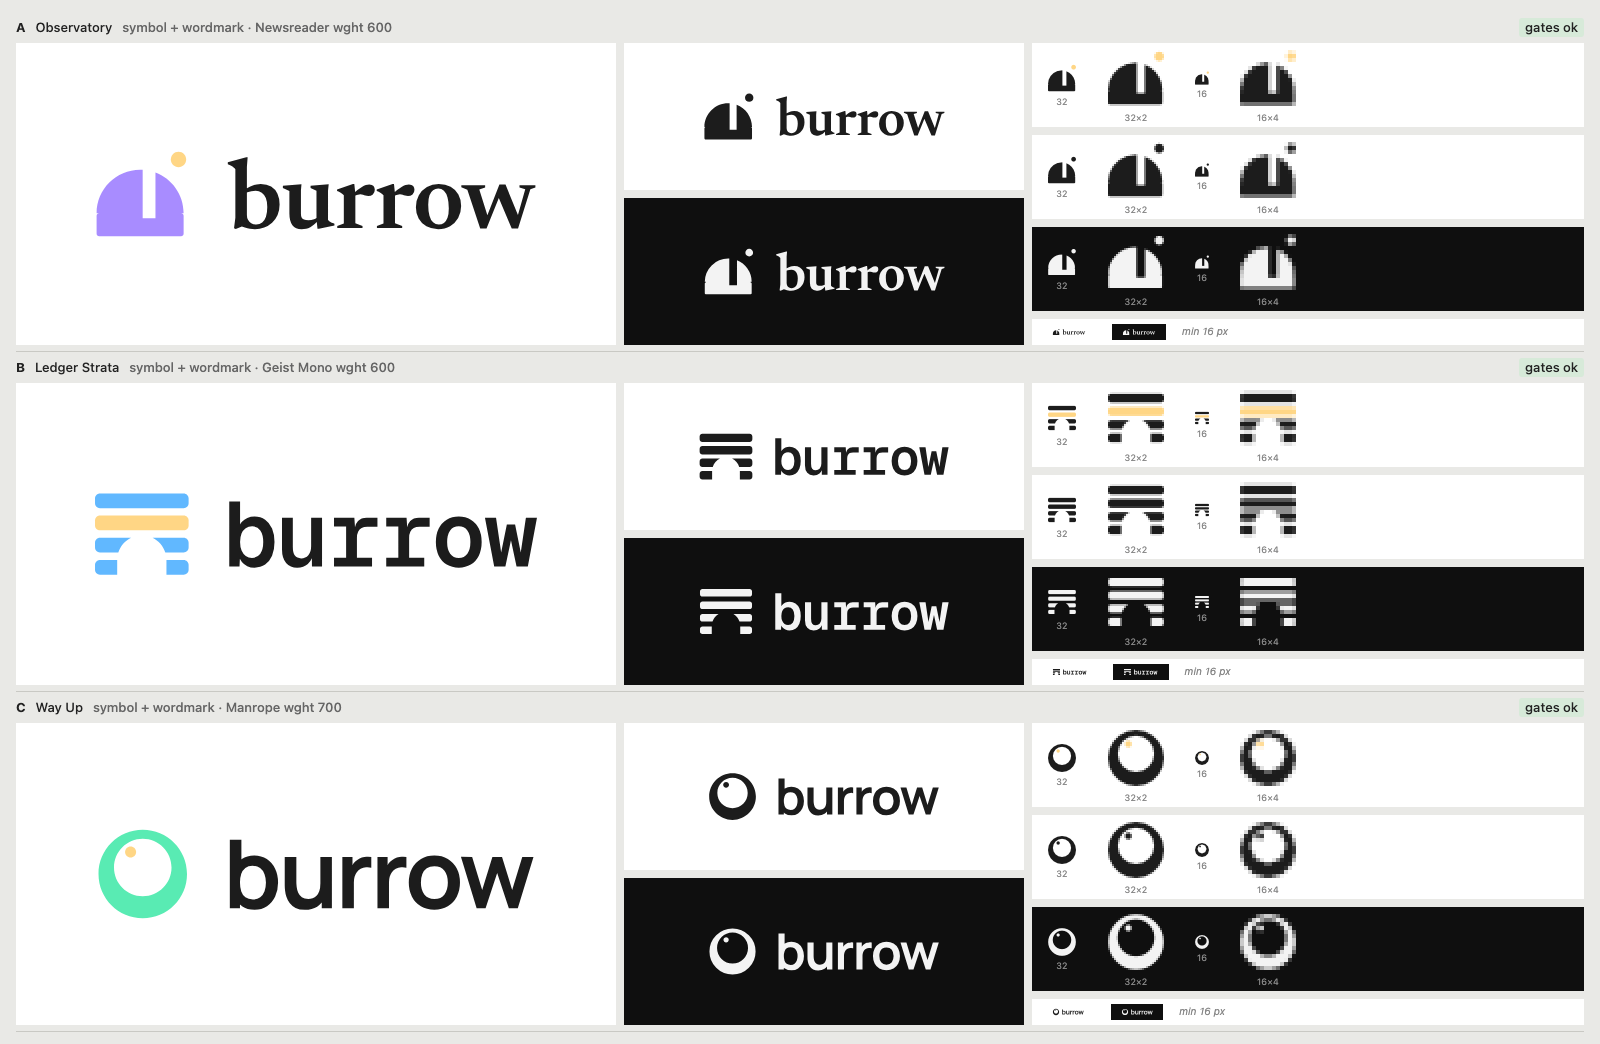 A Observatory symbol + wordmark · Newsreader wght 600 gates ok
burrow
burrow
burrow
32 32×2 16 16×4
32 32×2 16 16×4
32 32×2 16 16×4
burrow burrow min 16 px
B Ledger Strata symbol + wordmark · Geist Mono wght 600 gates ok
burrow
burrow
burrow
32 32×2 16 16×4
32 32×2 16 16×4
32 32×2 16 16×4
burrow burrow min 16 px
C Way Up symbol + wordmark · Manrope wght 700 gates ok
burrow
burrow
burrow
32 32×2 16 16×4
32 32×2 16 16×4
32 32×2 16 16×4
burrow burrow min 16 px